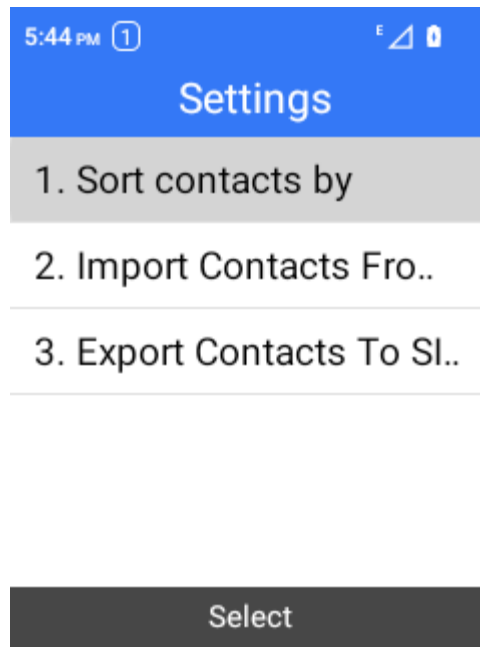 5:44 PM 1 E
Settings
1. Sort contacts by
2. Import Contacts Fro..
3. Export Contacts To SI..
Select